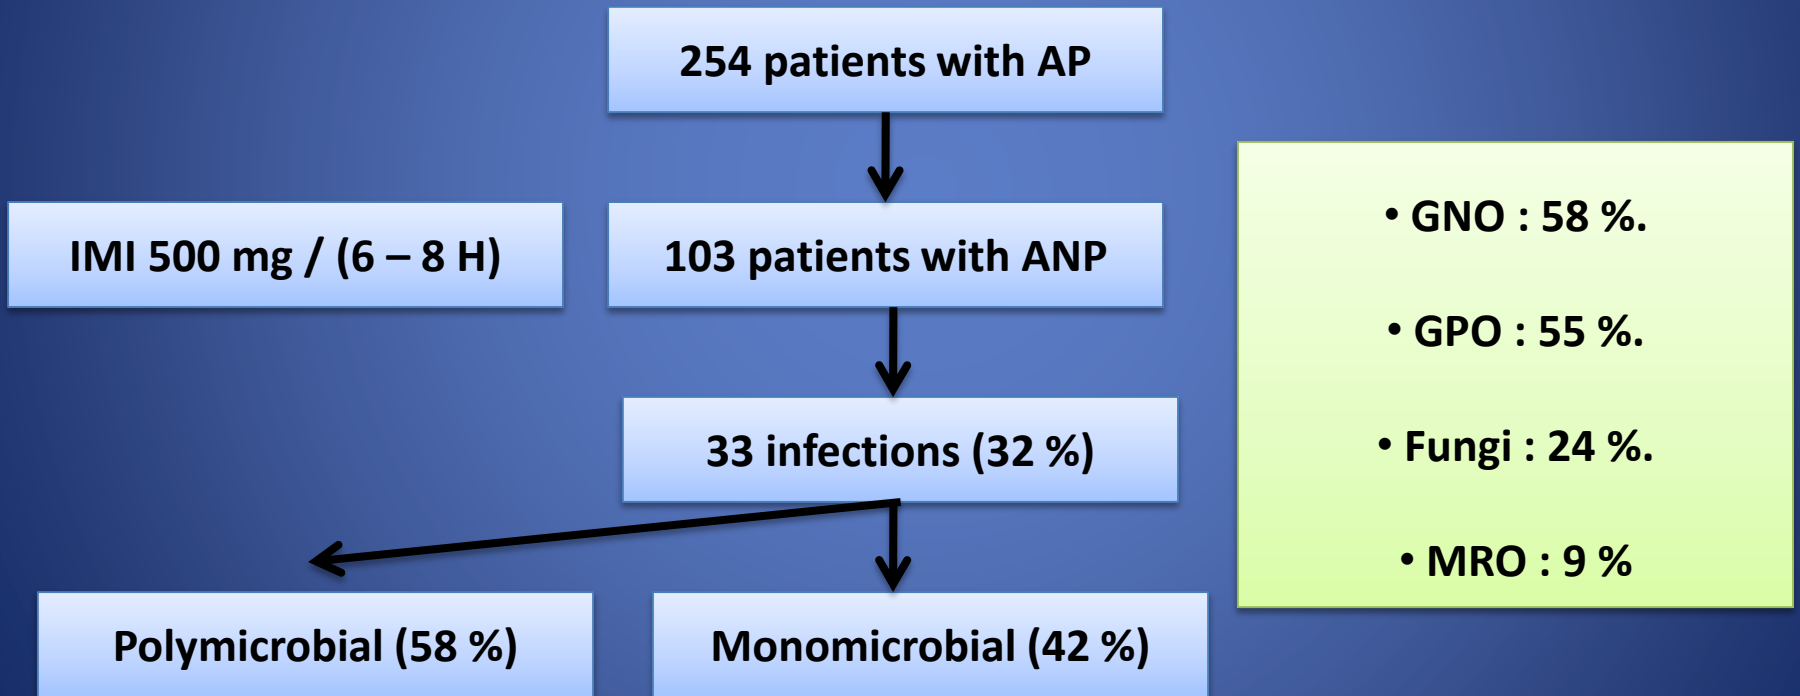 254 patients with AP
IMI 500 mg / (6 – 8 H)
103 patients with ANP
33 infections (32 %)
Polymicrobial (58 %)
Monomicrobial (42 %)
• GNO : 58 %.
• GPO : 55 %.
• Fungi : 24 %.
• MRO : 9 %